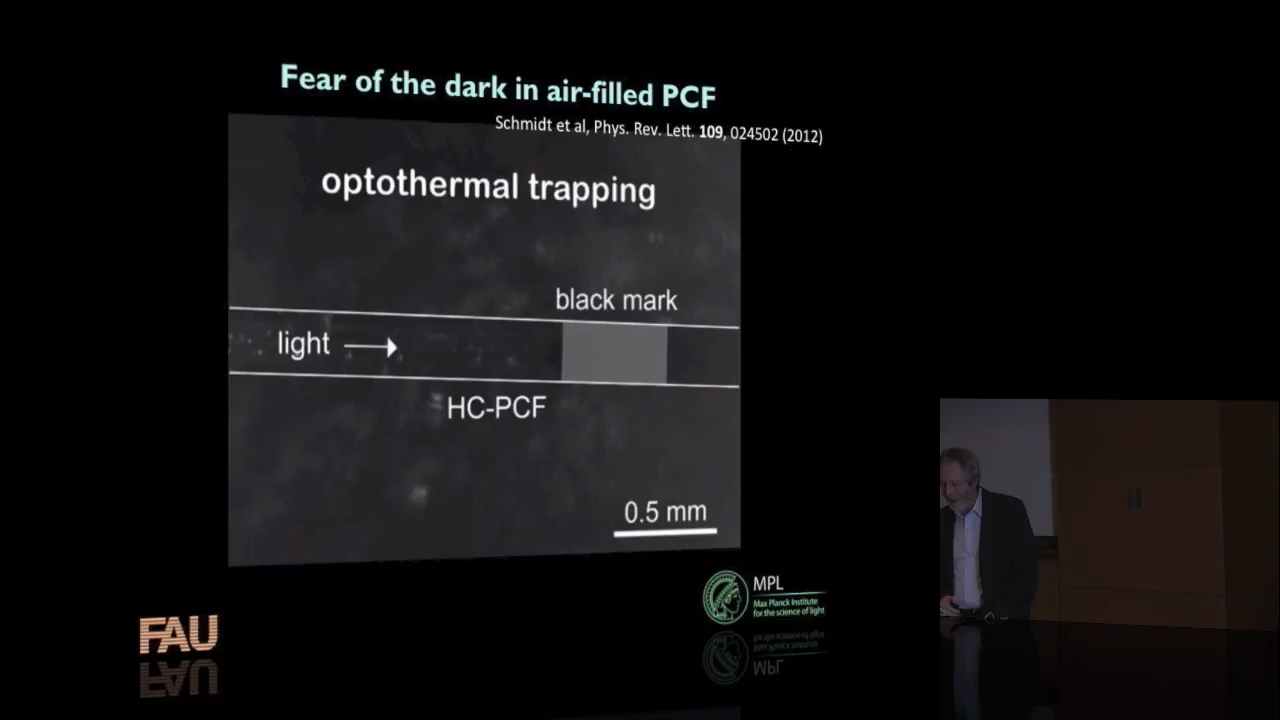 Fear of the dark in air-filled PCF
Schmidt et al, Phys. Rev. Lett. 109, 024502 (2012)
optothermal trapping
black mark
light
HC-PCF
0.5 mm
MPL
Max Planck Institute
for the science of light
FAU